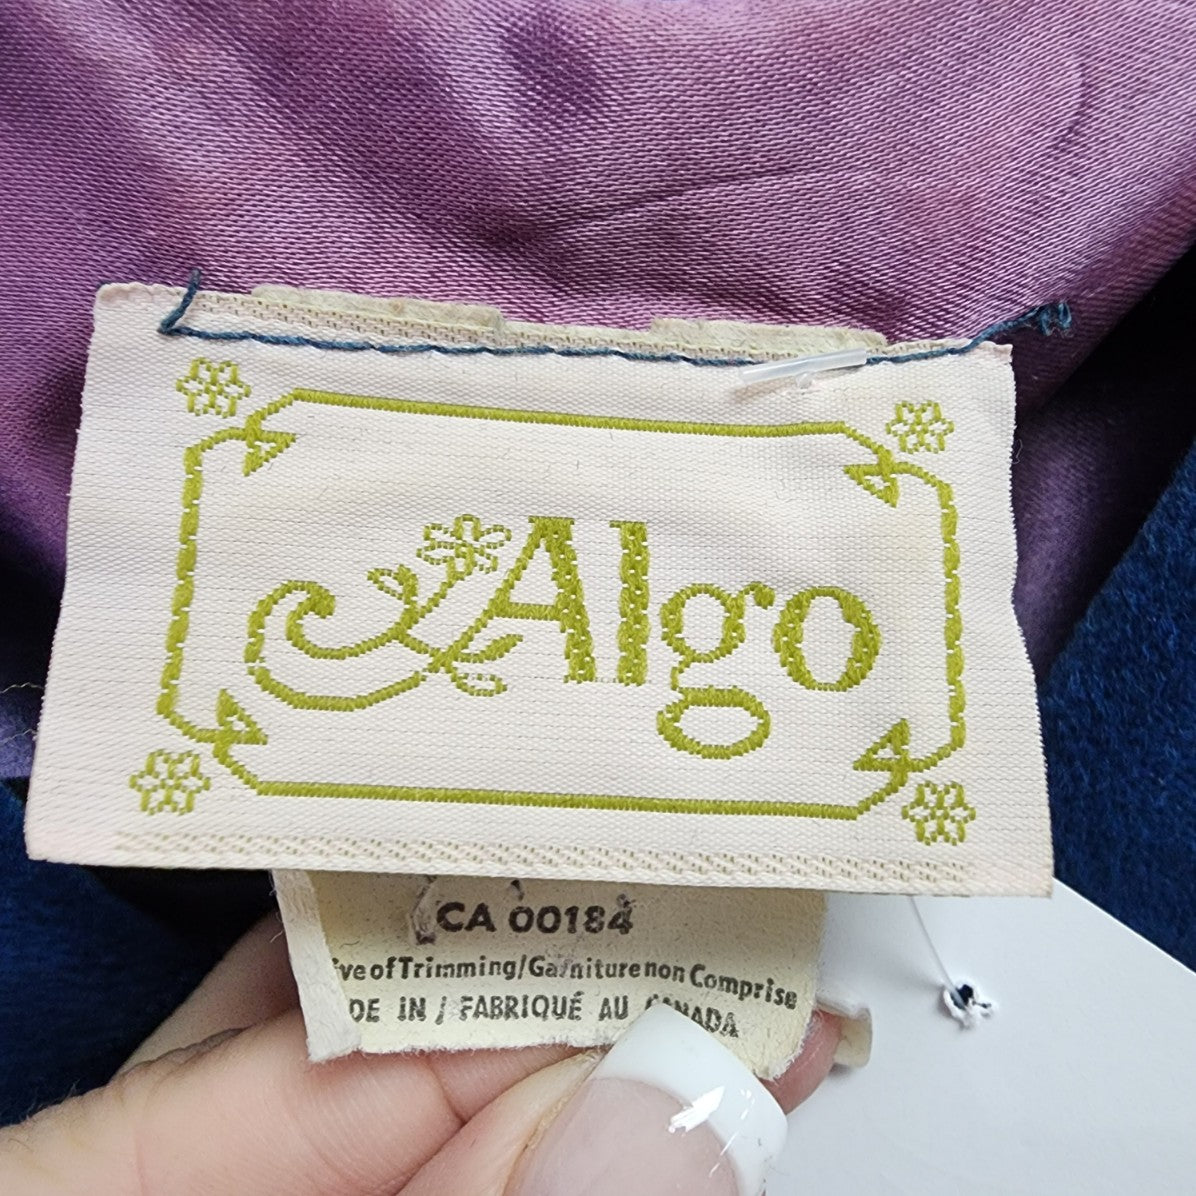 Algo
CA 00184
ive of Trimming/Garniture non Comprise
DE IN / FABRIQUÉ AU CANADA